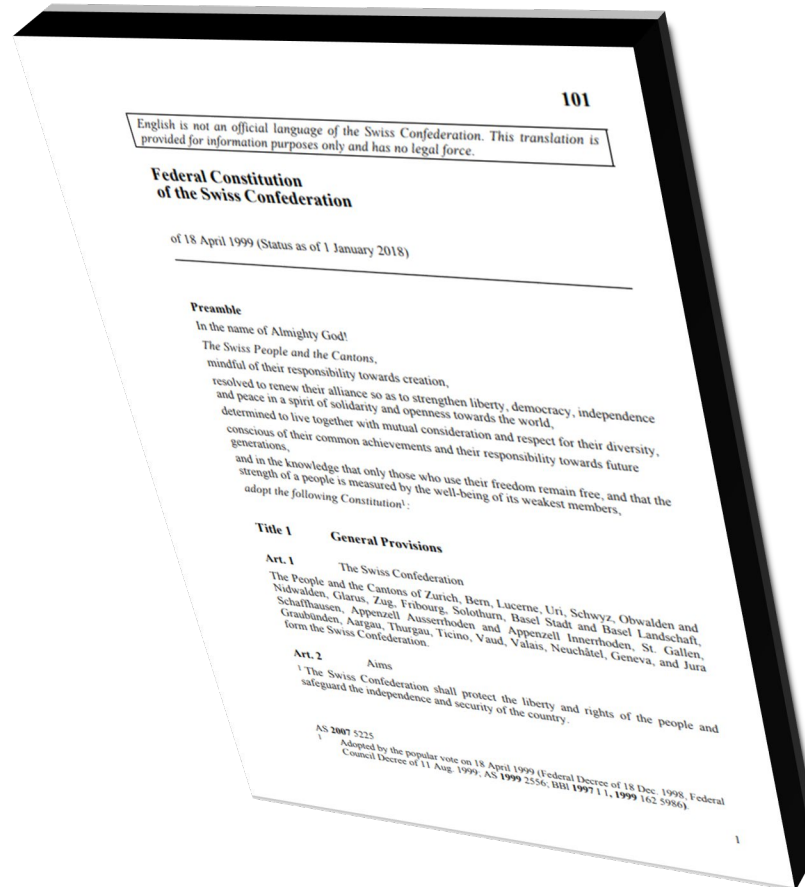 101
English is not an official language of the Swiss Confederation. This translation is
provided for information purposes only and has no legal force.
Federal Constitution
of the Swiss Confederation
of 18 April 1999 (Status as of 1 January 2018)
Preamble
In the name of Almighty God!
The Swiss People and the Cantons,
mindful of their responsibility towards creation,
resolved to renew their alliance so as to strengthen liberty, democracy, independence
and peace in a spirit of solidarity and openness towards the world,
determined to live together with mutual consideration and respect for their diversity,
conscious of their common achievements and their responsibility towards future
generations,
and in the knowledge that only those who use their freedom remain free, and that the
strength of a people is measured by the well-being of its weakest members,
adopt the following Constitution¹:
Title 1 General Provisions
Art. 1 The Swiss Confederation
The People and the Cantons of Zurich, Bern, Lucerne, Uri, Schwyz, Obwalden and
Nidwalden, Glarus, Zug, Fribourg, Solothurn, Basel Stadt and Basel Landschaft,
Schaffhausen, Appenzell Ausserrhoden and Appenzell Innerrhoden, St. Gallen,
Graubünden, Aargau, Thurgau, Ticino, Vaud, Valais, Neuchâtel, Geneva, and Jura
form the Swiss Confederation.
Art. 2 Aims
¹ The Swiss Confederation shall protect the liberty and rights of the people and
safeguard the independence and security of the country.
AS 2007 5225
¹ Adopted by the popular vote on 18 April 1999 (Federal Decree of 18 Dec. 1998, Federal
Council Decree of 11 Aug. 1999; AS 1999 2556; BBl 1997 I 1, 1999 162 5986).
1